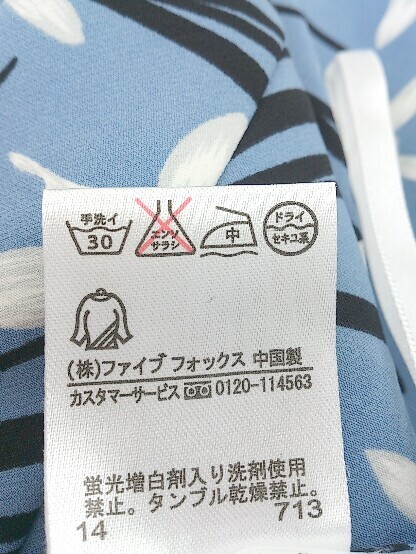 手洗イ 30 エンソサラシ 中 ドライ セキユ系
(株)ファイブ フォックス 中国製
カスタマーサービス 0120-114563
蛍光増白剤入り洗剤使用
禁止。タンブル乾燥禁止。
14 713